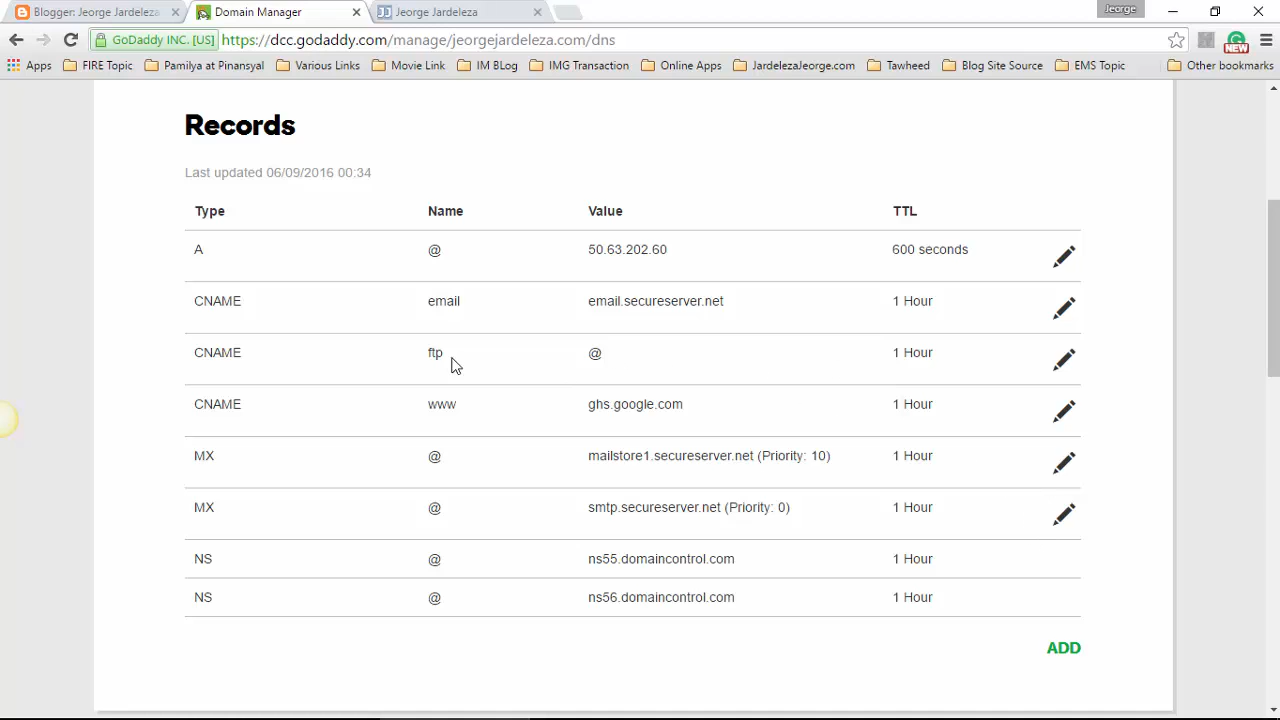 Blogger: Jeorge Jardeleza
Domain Manager
Jeorge Jardeleza
Jeorge
GoDaddy INC. [US] https://dcc.godaddy.com/manage/jeorgejardeleza.com/dns
Apps FIRE Topic Pamilya at Pinansyal Various Links Movie Link IM BLog IMG Transaction Online Apps JardelezaJeorge.com Tawheed Blog Site Source EMS Topic Other bookmarks
NEW
Records
Last updated 06/09/2016 00:34
Type Name Value TTL
A @ 50.63.202.60 600 seconds
CNAME email email.secureserver.net 1 Hour
CNAME ftp @ 1 Hour
CNAME www ghs.google.com 1 Hour
MX @ mailstore1.secureserver.net (Priority: 10) 1 Hour
MX @ smtp.secureserver.net (Priority: 0) 1 Hour
NS @ ns55.domaincontrol.com 1 Hour
NS @ ns56.domaincontrol.com 1 Hour
ADD